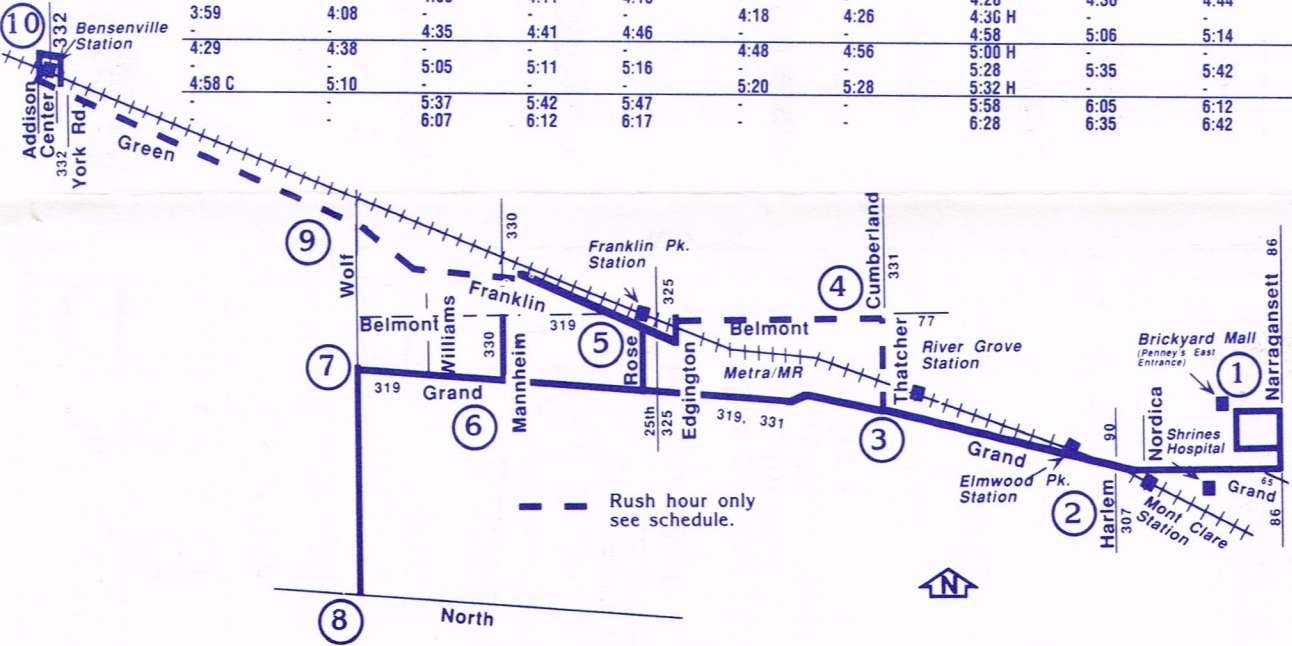 3:59 4:08 - - - 4:18 4:26 4:30 H - -
- - 4:35 4:41 4:46 - - 4:58 5:06 5:14
4:29 4:38 - - - 4:48 4:56 5:00 H - -
- - 5:05 5:11 5:16 - - 5:28 5:35 5:42
4:58 C 5:10 - - - 5:20 5:28 5:32 H - -
- - 5:37 5:42 5:47 - - 5:58 6:05 6:12
- - 6:07 6:12 6:17 - - 6:28 6:35 6:42
10
332
Bensenville
Station
Addison
Center
332
York Rd.
Green
9
Wolf
330
Franklin Pk.
Station
325
Franklin
Belmont
Williams
330
319
5
Rose
Mannheim
4
Cumberland
331
Belmont
Metra/MR
Thatcher
77
River Grove
Station
Brickyard Mall
(Penney's East
Entrance)
1
Narragansett
86
7
319
Grand
6
25th
325
Edgington
319, 331
3
Grand
Elmwood Pk.
Station
2
90
Harlem
307
Nordica
Shrines
Hospital
65
Grand
86
Mont Clare
Station
Rush hour only
see schedule.
N
8
North